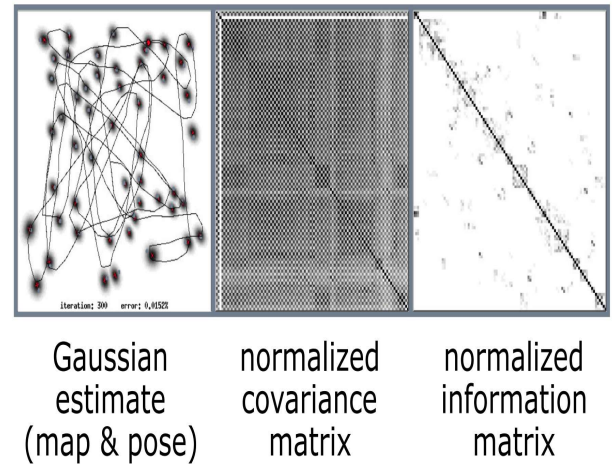 iteration: 300 error: 0.0152%
Gaussian
estimate
(map & pose)
normalized
covariance
matrix
normalized
information
matrix